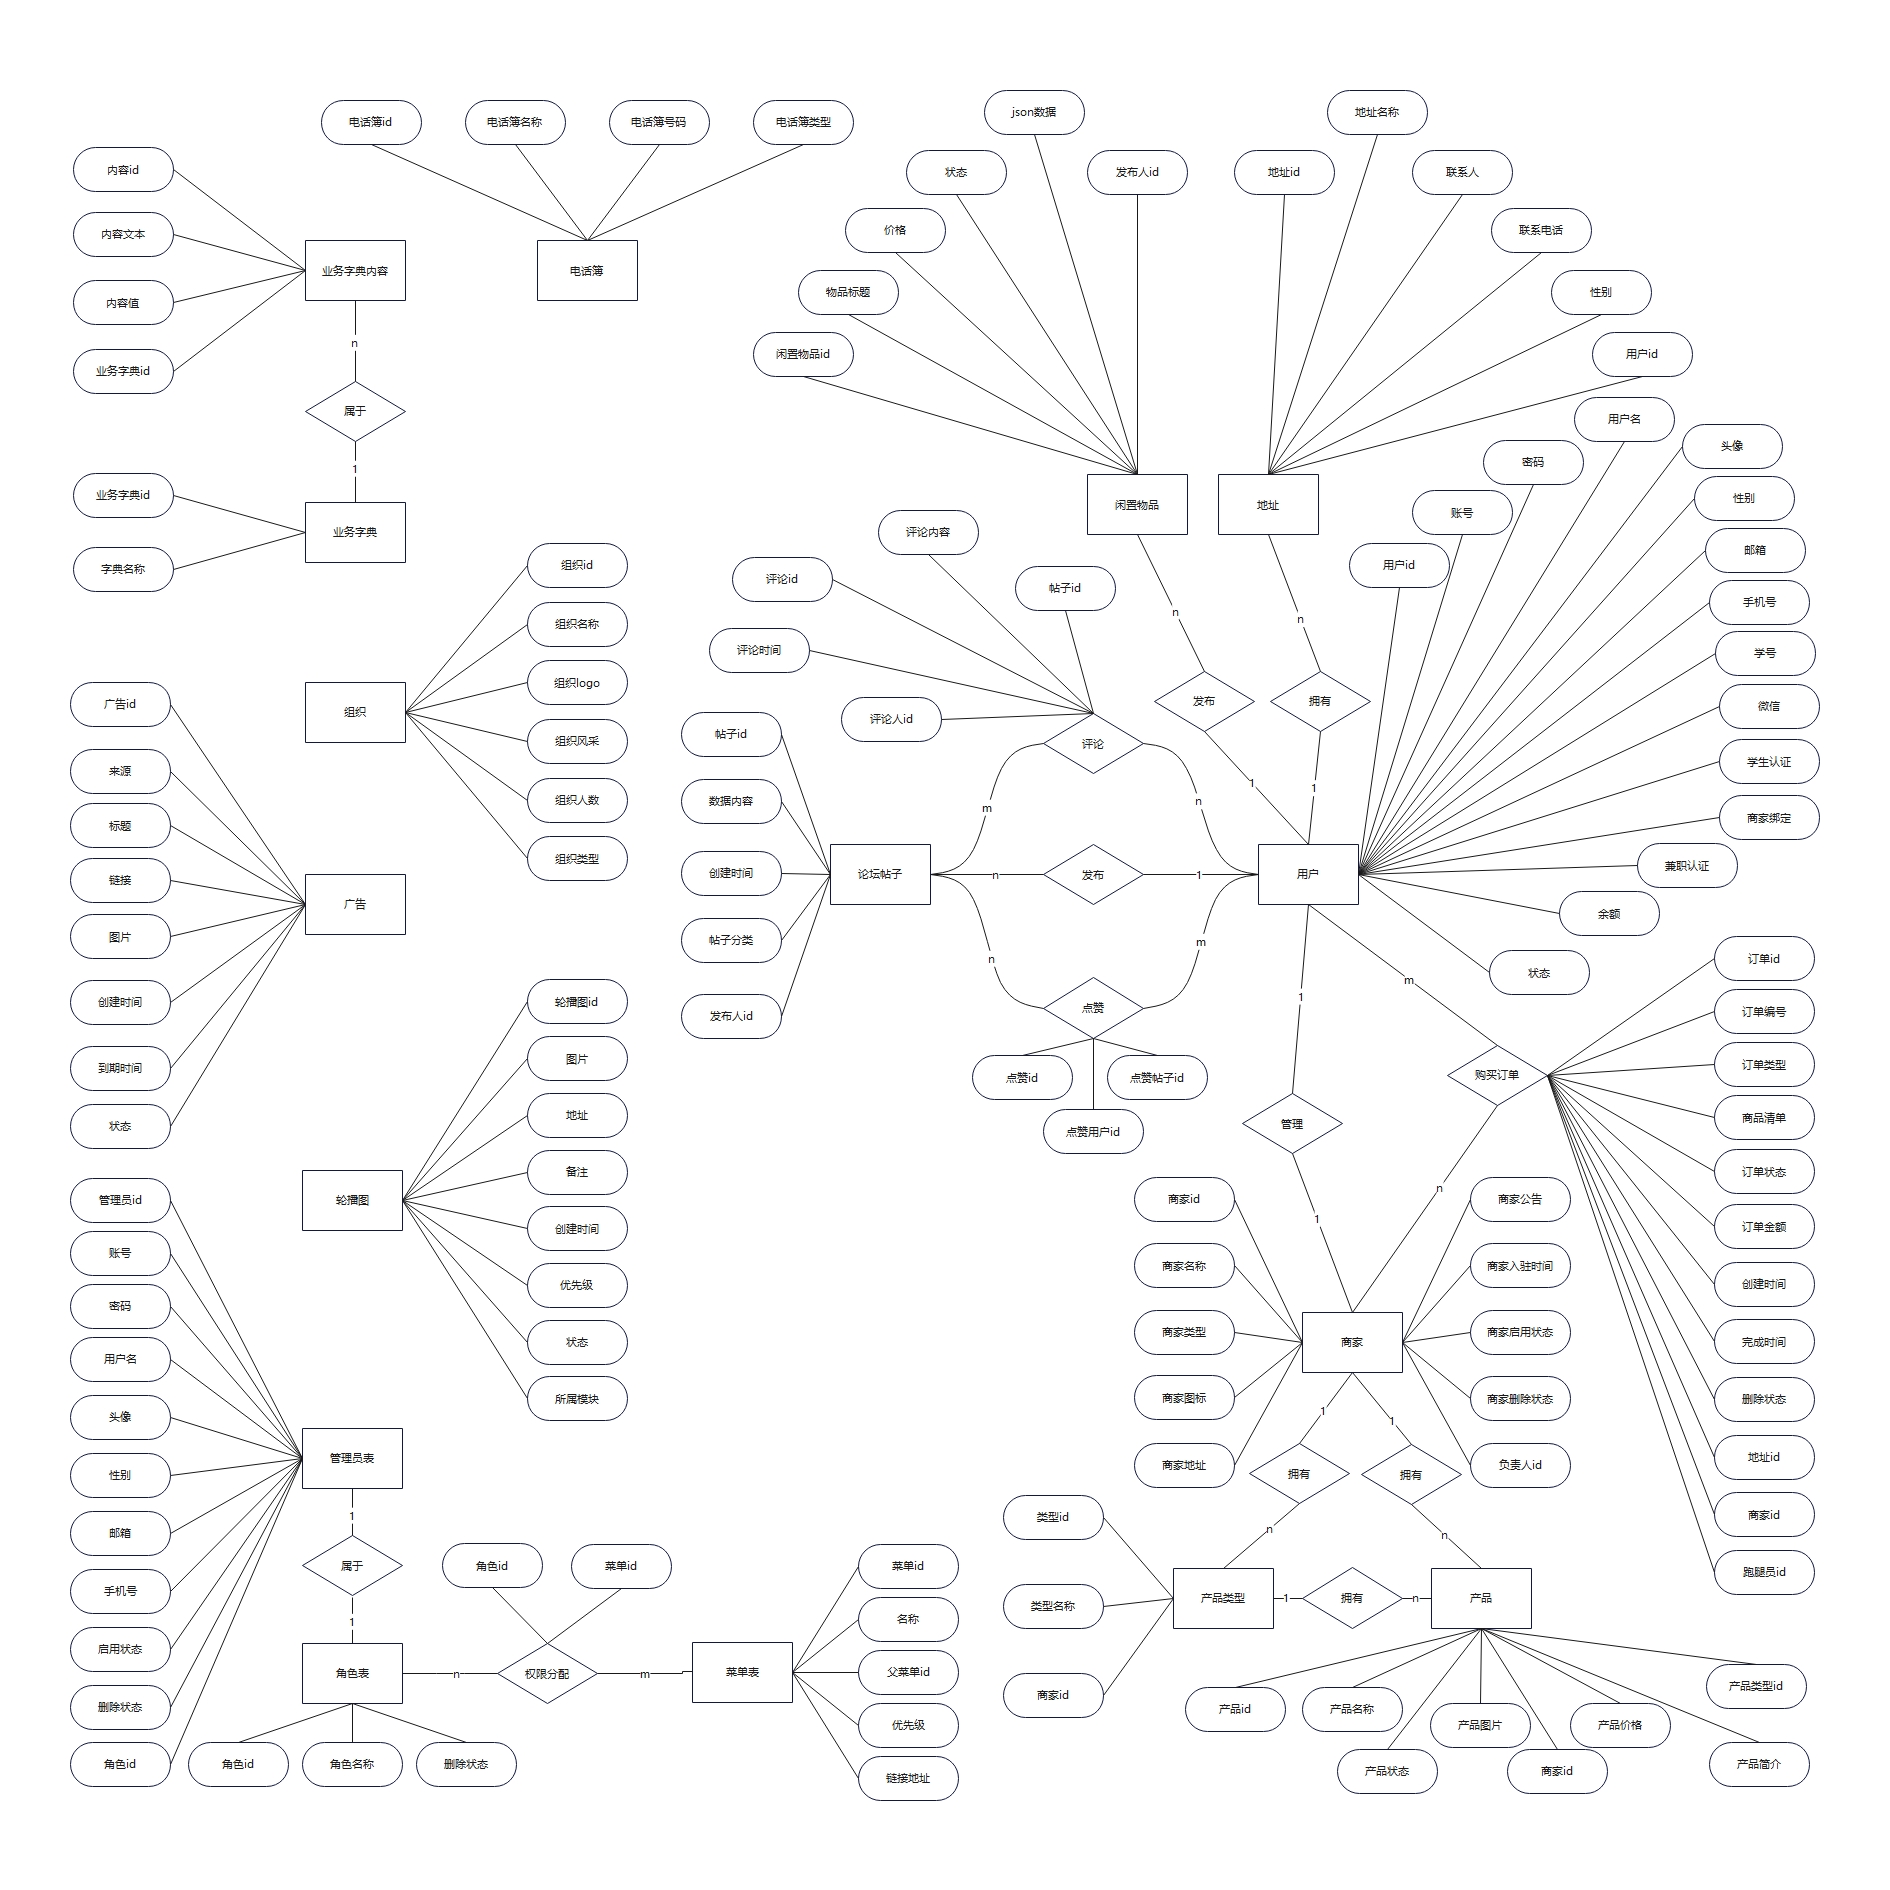 json数据
地址名称
电话簿id
电话簿名称
电话簿号码
电话簿类型
内容id
状态
发布人id
地址id
联系人
内容文本
价格
联系电话
业务字典内容
电话簿
内容值
物品标题
性别
n
闲置物品id
用户id
业务字典id
属于
用户名
头像
1
密码
业务字典id
性别
业务字典
闲置物品
地址
账号
评论内容
邮箱
字典名称
组织id
评论id
帖子id
用户id
手机号
n
n
组织名称
评论时间
学号
组织logo
广告id
组织
发布
拥有
微信
评论人id
帖子id
评论
组织风采
来源
学生认证
1
1
组织人数
数据内容
m
n
标题
商家绑定
组织类型
链接
创建时间
论坛帖子
n
发布
1
用户
兼职认证
广告
余额
图片
帖子分类
n
m
订单id
状态
m
创建时间
轮播图id
1
点赞
发布人id
订单编号
图片
订单类型
到期时间
点赞id
点赞帖子id
购买订单
地址
商品清单
状态
点赞用户id
管理
备注
订单状态
管理员id
轮播图
商家id
n
商家公告
创建时间
1
订单金额
账号
商家名称
商家入驻时间
优先级
创建时间
密码
商家类型
商家
商家启用状态
状态
完成时间
用户名
所属模块
商家图标
商家删除状态
删除状态
头像
1
1
管理员表
商家地址
负责人id
地址id
性别
拥有
拥有
1
类型id
商家id
邮箱
n
n
属于
角色id
菜单id
菜单id
跑腿员id
手机号
类型名称
产品类型
1
拥有
n
产品
1
名称
启用状态
角色表
n
权限分配
m
菜单表
父菜单id
商家id
产品类型id
删除状态
优先级
产品id
产品名称
产品图片
产品价格
角色id
角色id
角色名称
删除状态
链接地址
产品状态
商家id
产品简介